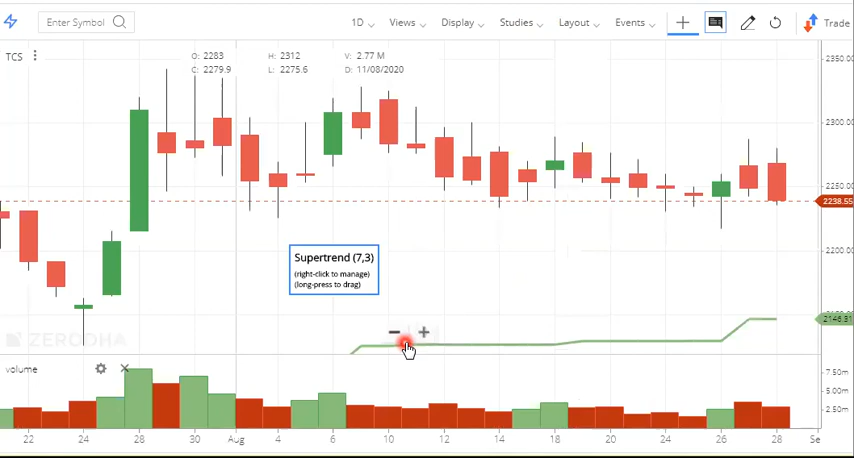 Enter Symbol
1D
Views
Display
Studies
Layout
Events
Trade
TCS
O: 2283 H: 2312 V: 2.77 M
C: 2279.9 L: 2275.6 D: 11/08/2020
2350.00
2300.00
2250.00
2238.55
2200.00
Supertrend (7,3)
(right-click to manage)
(long-press to drag)
ZERODHA
volume
7.50m
5.00m
2.50m
22 24 28 30 Aug 4 6 10 12 14 18 20 24 26 28 Se